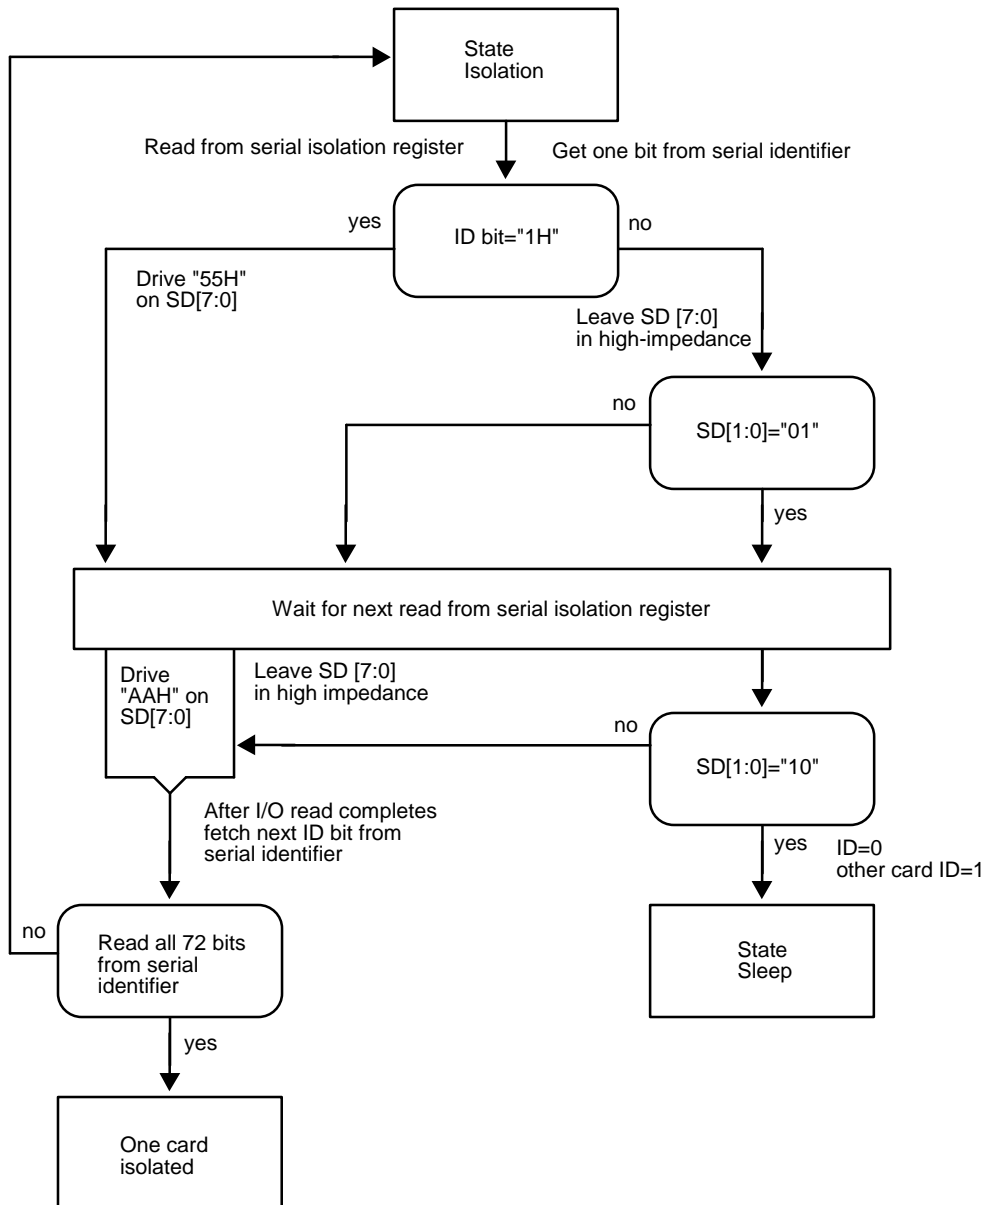 State
Isolation
Read from serial isolation register
Get one bit from serial identifier
yes
ID bit="1H"
no
Drive "55H"
on SD[7:0]
Leave SD [7:0]
in high-impedance
no
SD[1:0]="01"
yes
Wait for next read from serial isolation register
Drive
"AAH" on
SD[7:0]
Leave SD [7:0]
in high impedance
no
SD[1:0]="10"
After I/O read completes
fetch next ID bit from
serial identifier
yes
ID=0
other card ID=1
no
Read all 72 bits
from serial
identifier
State
Sleep
yes
One card
isolated